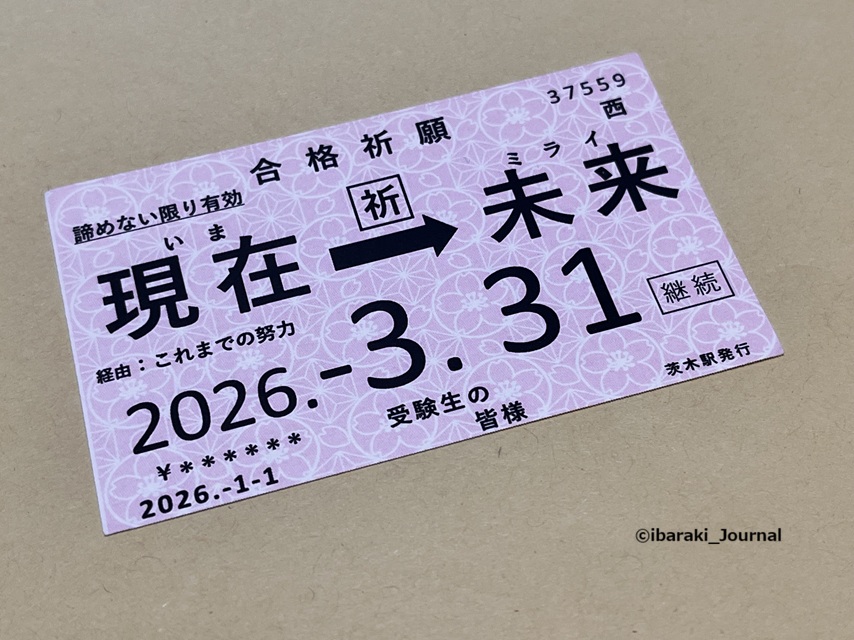 37559
西
合格祈願
諦めない限り有効
祈
いま
現在
ミライ
未来
経由：これまでの努力
2026.-3.31
継続
受験生の
皆様
茨木駅発行
¥******* 
2026.-1-1
©ibaraki_Journal